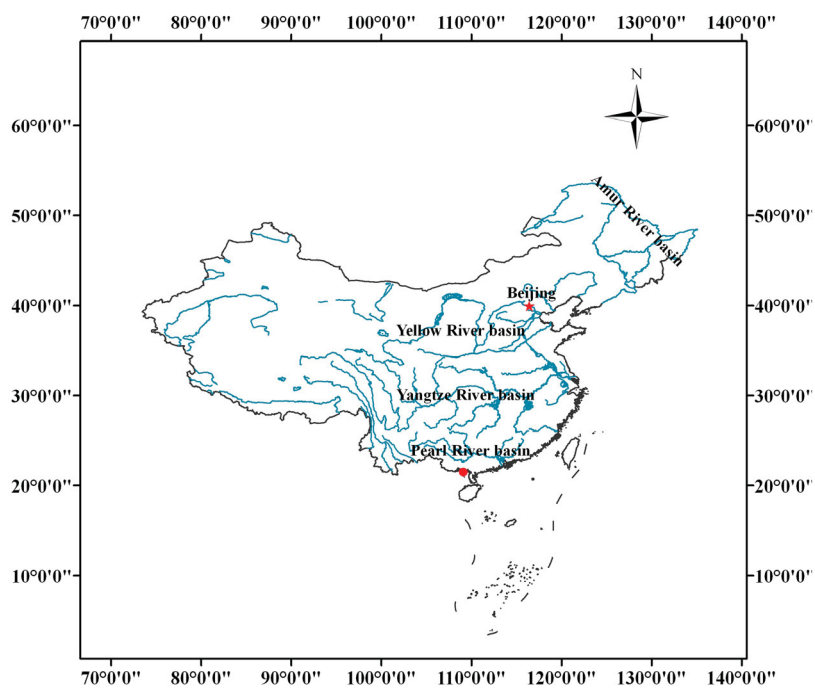 70°0'0" 80°0'0" 90°0'0" 100°0'0" 110°0'0" 120°0'0" 130°0'0" 140°0'0"
N
60°0'0" 60°0'0"
Amur River basin
50°0'0" 50°0'0"
Beijing
40°0'0" 40°0'0"
Yellow River basin
30°0'0" 30°0'0"
Yangtze River basin
Pearl River basin
20°0'0" 20°0'0"
10°0'0" 10°0'0"
70°0'0" 80°0'0" 90°0'0" 100°0'0" 110°0'0" 120°0'0" 130°0'0" 140°0'0"